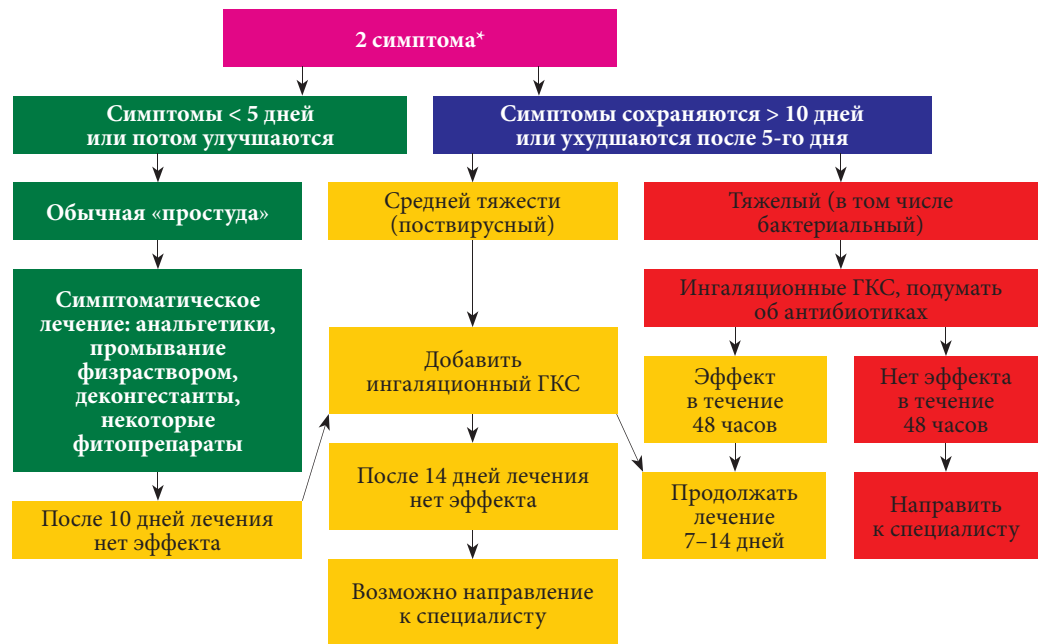 2 симптома*
Симптомы < 5 дней
или потом улучшаются
Симптомы сохраняются > 10 дней
или ухудшаются после 5-го дня
Обычная «простуда»
Средней тяжести
(поствирусный)
Тяжелый (в том числе
бактериальный)
Симптоматическое
лечение: анальгетики,
промывание
физраствором,
деконгестанты,
некоторые
фитопрепараты
Ингаляционные ГКС, подумать
об антибиотиках
Добавить
ингаляционный ГКС
Эффект
в течение
48 часов
Нет эффекта
в течение
48 часов
После 10 дней лечения
нет эффекта
После 14 дней лечения
нет эффекта
Продолжать
лечение
7–14 дней
Направить
к специалисту
Возможно направление
к специалисту